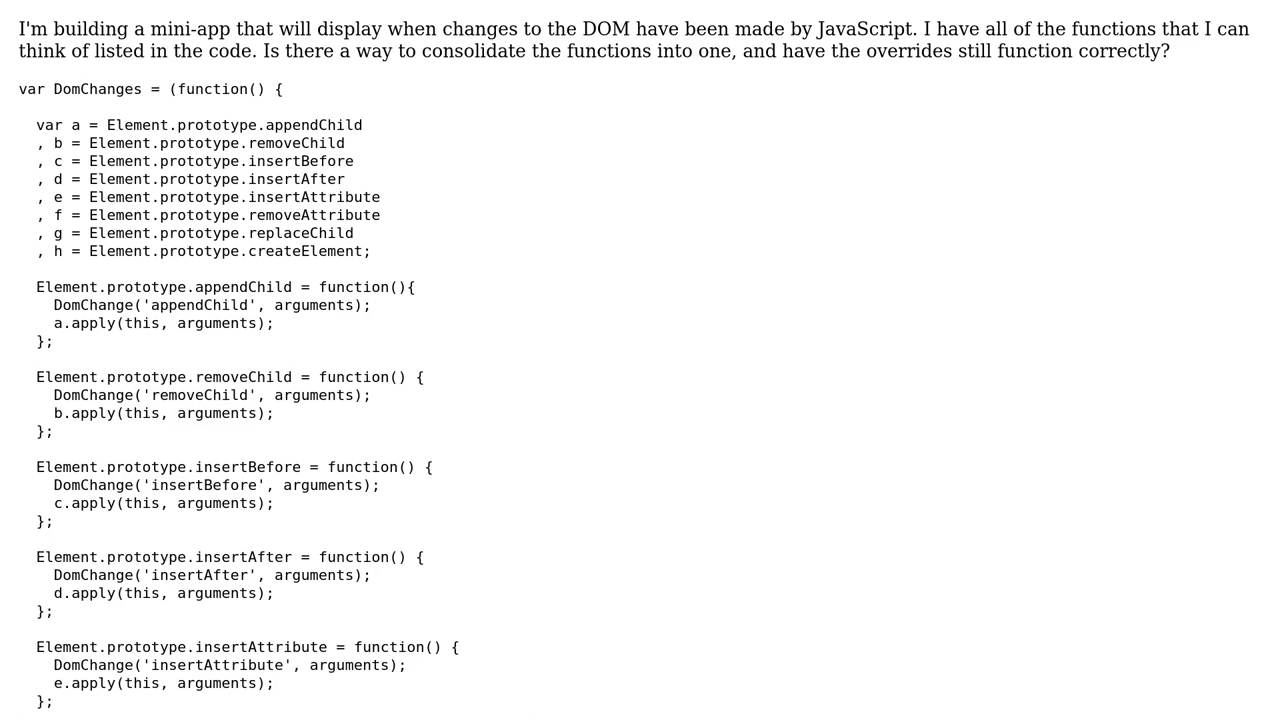 I'm building a mini-app that will display when changes to the DOM have been made by JavaScript. I have all of the functions that I can
think of listed in the code. Is there a way to consolidate the functions into one, and have the overrides still function correctly?
var DomChanges = (function() {
  var a = Element.prototype.appendChild
  , b = Element.prototype.removeChild
  , c = Element.prototype.insertBefore
  , d = Element.prototype.insertAfter
  , e = Element.prototype.insertAttribute
  , f = Element.prototype.removeAttribute
  , g = Element.prototype.replaceChild
  , h = Element.prototype.createElement;
  Element.prototype.appendChild = function(){
    DomChange('appendChild', arguments);
    a.apply(this, arguments);
  };
  Element.prototype.removeChild = function() {
    DomChange('removeChild', arguments);
    b.apply(this, arguments);
  };
  Element.prototype.insertBefore = function() {
    DomChange('insertBefore', arguments);
    c.apply(this, arguments);
  };
  Element.prototype.insertAfter = function() {
    DomChange('insertAfter', arguments);
    d.apply(this, arguments);
  };
  Element.prototype.insertAttribute = function() {
    DomChange('insertAttribute', arguments);
    e.apply(this, arguments);
  };